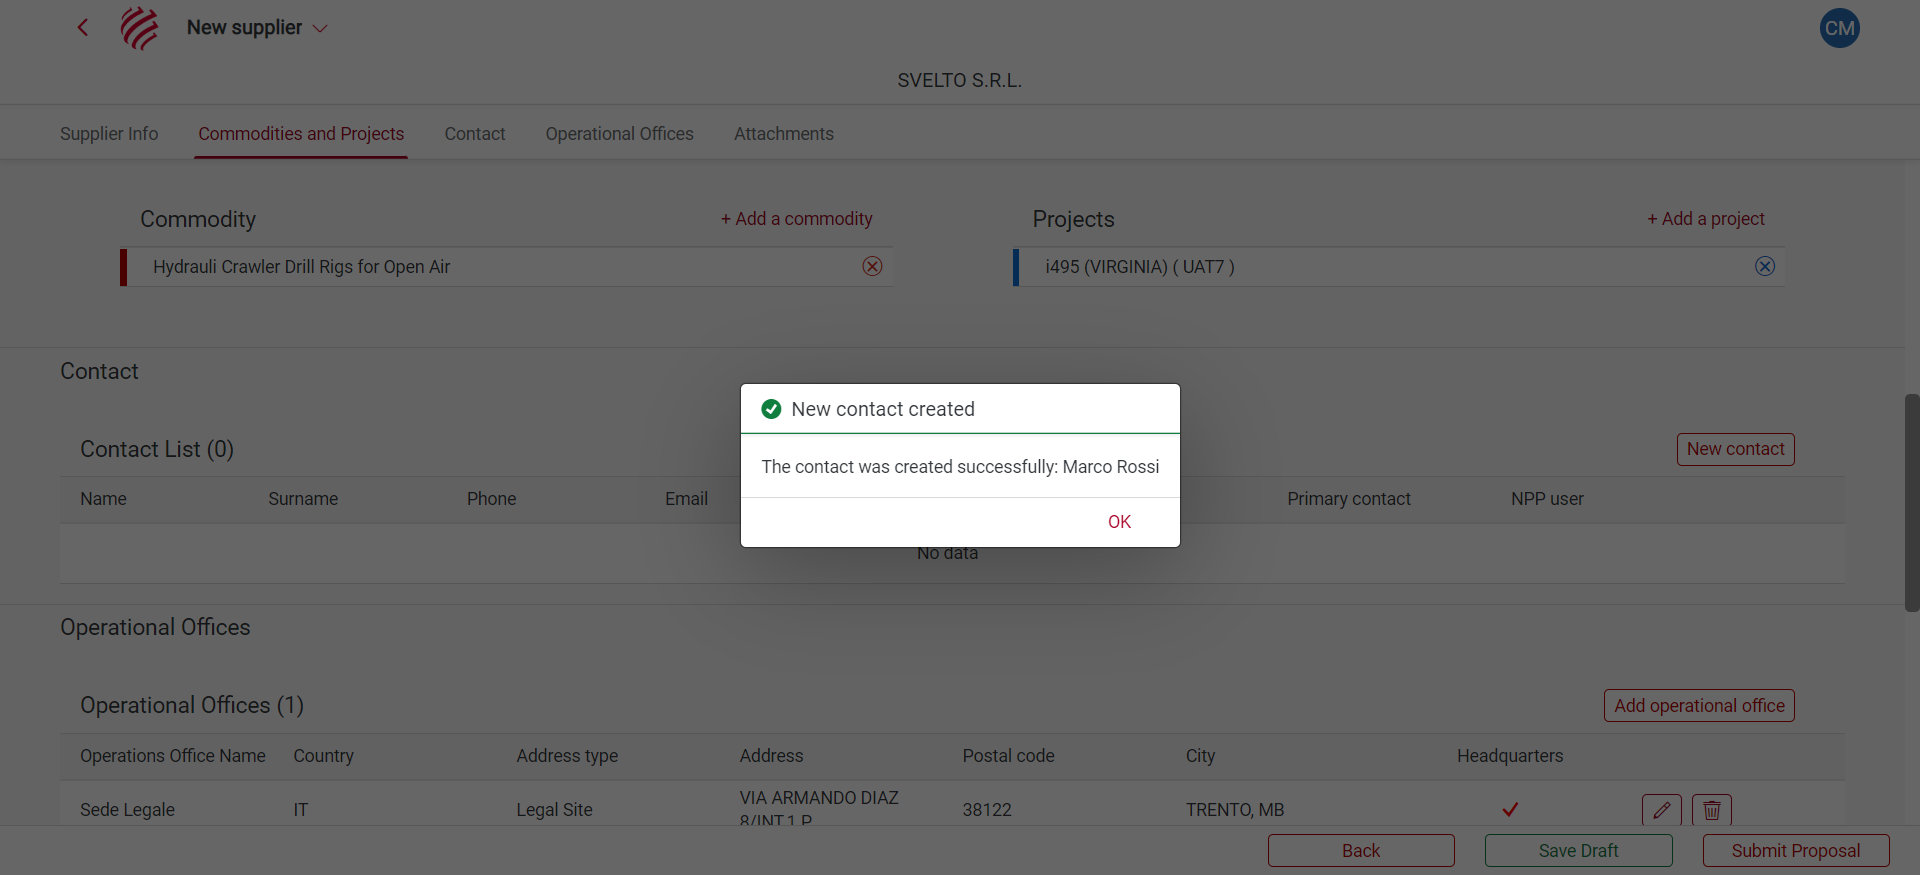 New supplier
CM
SVELTO S.R.L.
Supplier Info Commodities and Projects Contact Operational Offices Attachments
Commodity + Add a commodity Projects + Add a project
Hydrauli Crawler Drill Rigs for Open Air i495 (VIRGINIA) ( UAT7 )
Contact
New contact created
Contact List (0) New contact
The contact was created successfully: Marco Rossi
Name Surname Phone Email Primary contact NPP user
OK
No data
Operational Offices
Operational Offices (1) Add operational office
Operations Office Name Country Address type Address Postal code City Headquarters
Sede Legale IT Legal Site VIA ARMANDO DIAZ 38122 TRENTO, MB
8/INT.1 P
Back Save Draft Submit Proposal